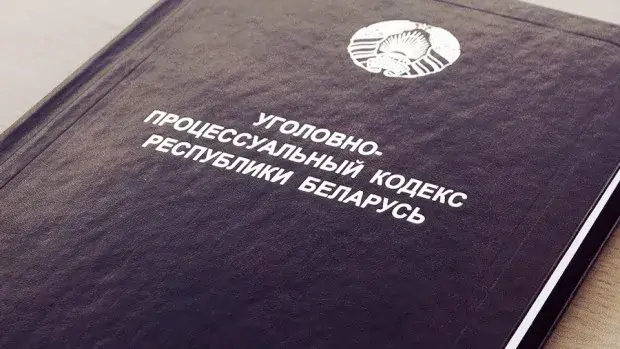 УГОЛОВНО-
ПРОЦЕССУАЛЬНЫЙ КОДЕКС
РЕСПУБЛИКИ БЕЛАРУСЬ